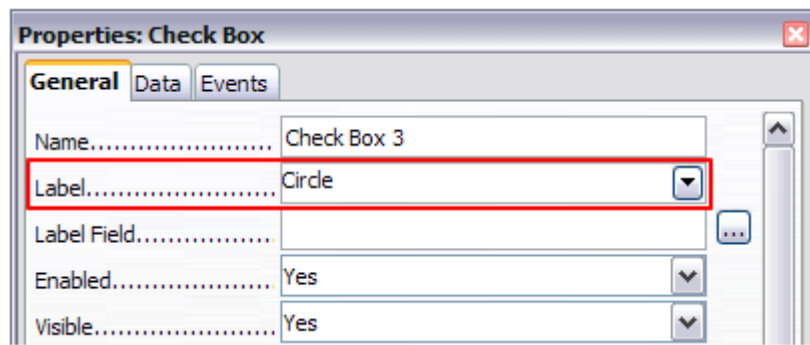 Properties: Check Box
General Data Events
Name....................... Check Box 3
Label........................ Circle
Label Field.................
... 
Enabled.................... Yes
Visible....................... Yes